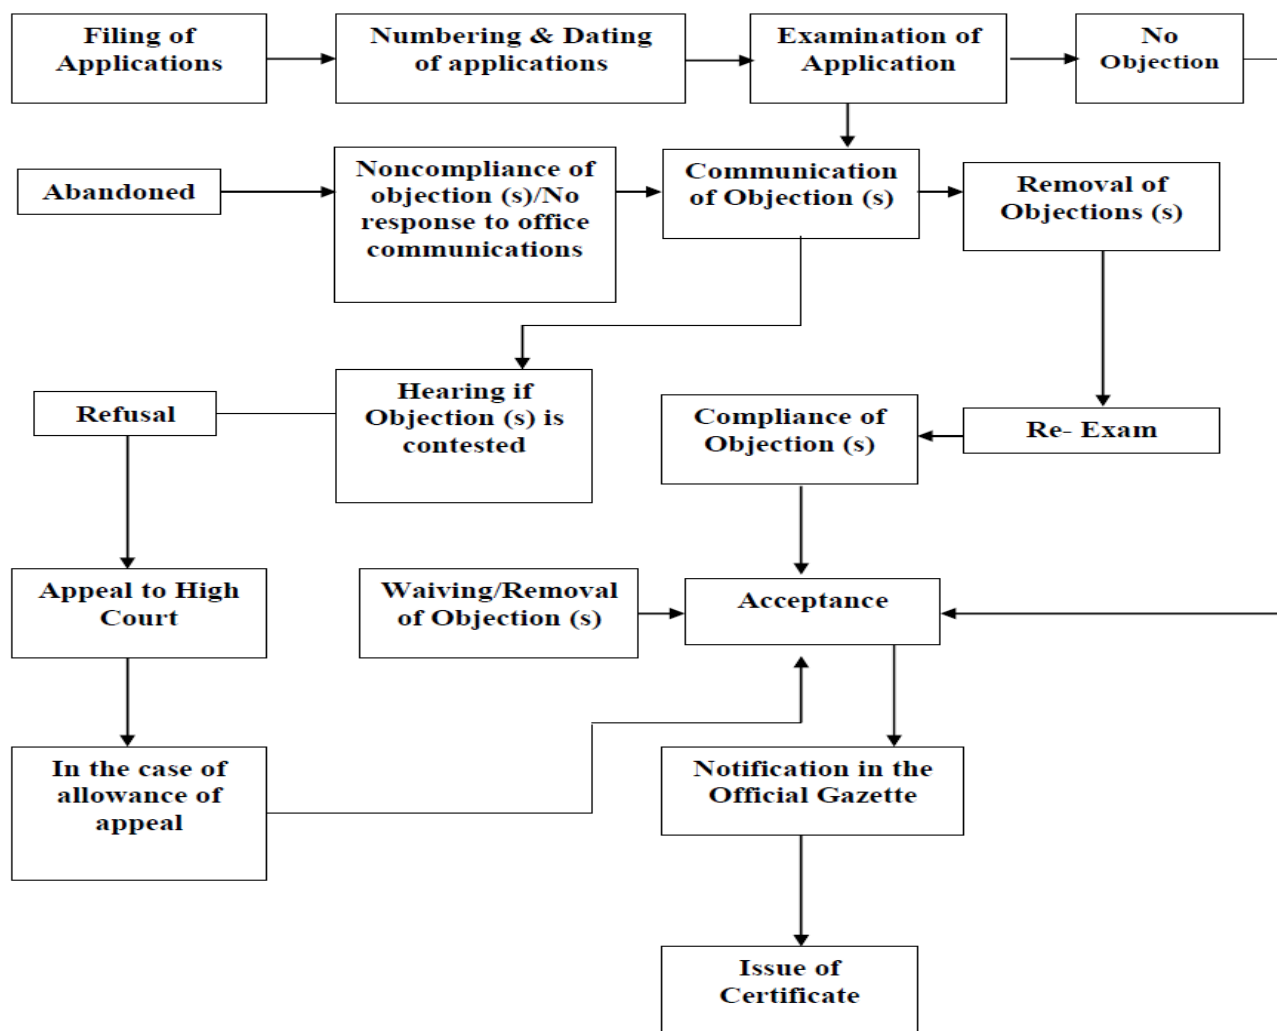 Filing of
Applications
Numbering & Dating
of applications
Examination of
Application
No
Objection
Abandoned
Noncompliance of
objection (s)/No
response to office
communications
Communication
of Objection (s)
Removal of
Objections (s)
Refusal
Hearing if
Objection (s) is
contested
Compliance of
Objection (s)
Re- Exam
Appeal to High
Court
Waiving/Removal
of Objection (s)
Acceptance
In the case of
allowance of
appeal
Notification in the
Official Gazette
Issue of
Certificate